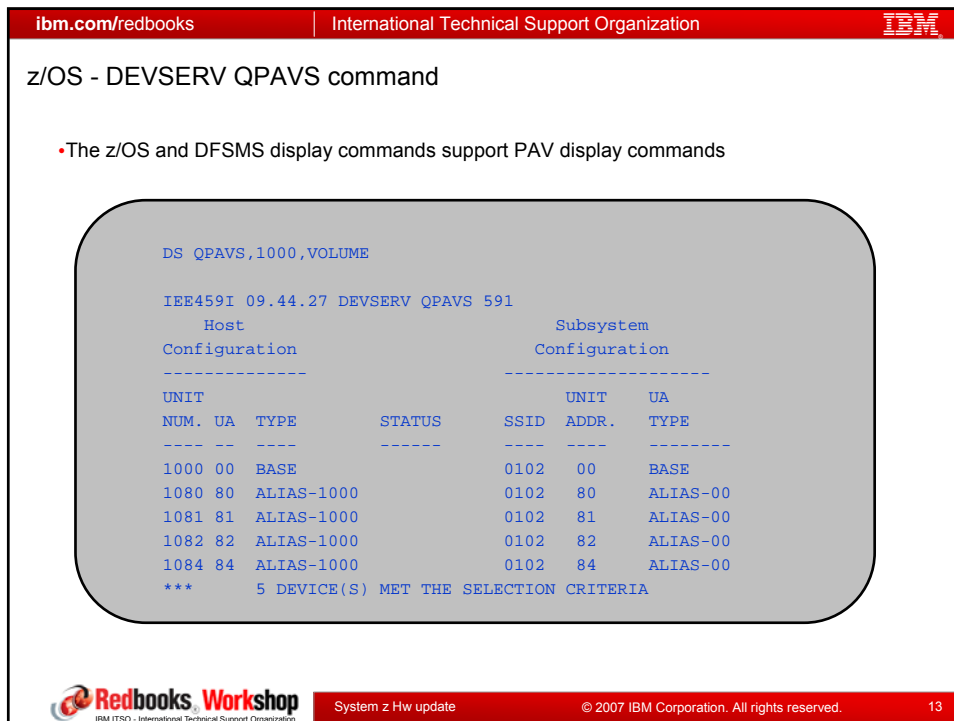 ibm.com/redbooks International Technical Support Organization IBM
z/OS - DEVSERV QPAVS command
•The z/OS and DFSMS display commands support PAV display commands
DS QPAVS,1000,VOLUME
IEE459I 09.44.27 DEVSERV QPAVS 591
Host Subsystem
Configuration Configuration
-------------- --------------------
UNIT UNIT UA
NUM. UA TYPE STATUS SSID ADDR. TYPE
---- -- ---- ------ ---- ---- --------
1000 00 BASE 0102 00 BASE
1080 80 ALIAS-1000 0102 80 ALIAS-00
1081 81 ALIAS-1000 0102 81 ALIAS-00
1082 82 ALIAS-1000 0102 82 ALIAS-00
1084 84 ALIAS-1000 0102 84 ALIAS-00
*** 5 DEVICE(S) MET THE SELECTION CRITERIA
Redbooks Workshop
IBM ITSO - International Technical Support Organization
System z Hw update © 2007 IBM Corporation. All rights reserved. 13